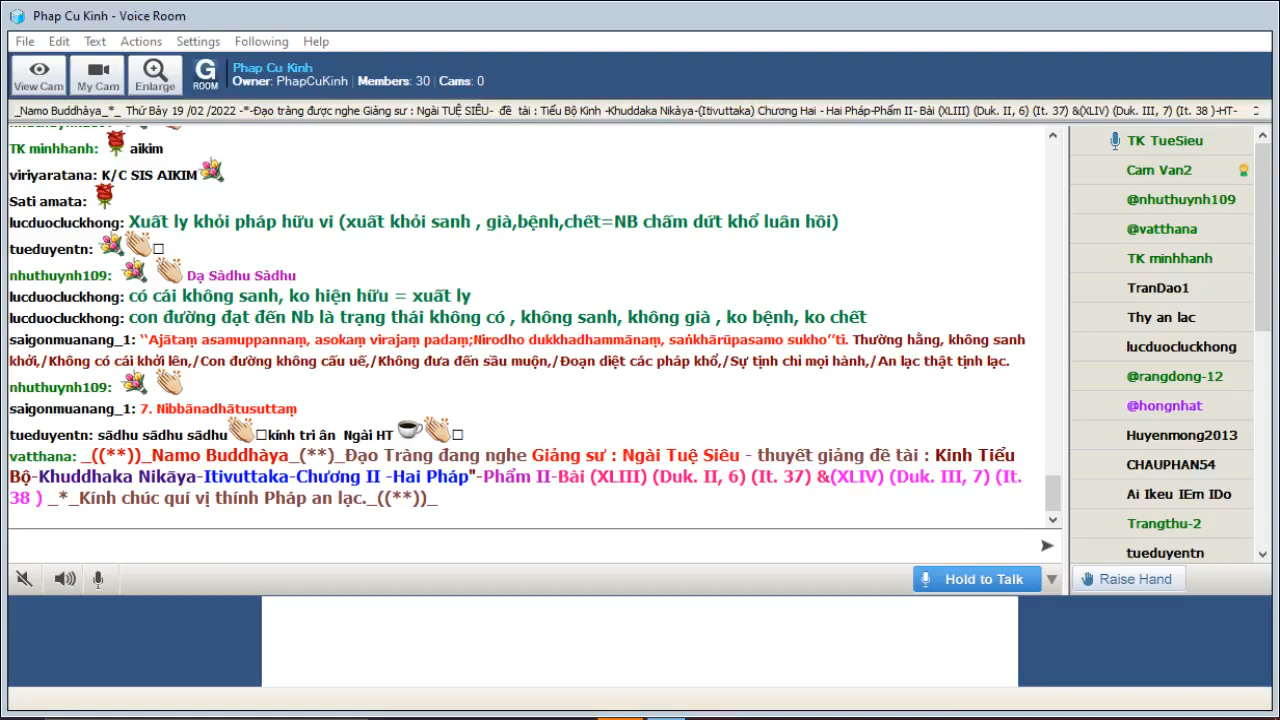 Phap Cu Kinh - Voice Room
File Edit Text Actions Settings Following Help
View Cam My Cam Enlarge G ROOM
Phap Cu Kinh
Owner: PhapCuKinh | Members: 30 | Cams: 0
_Namo Buddhàya_*_ Thứ Bảy 19 /02 /2022 -*-Đạo tràng được nghe Giảng sư : Ngài TUỆ SIÊU- đề tài : Tiểu Bộ Kinh -Khuddaka Nikàya-(Itivuttaka) Chương Hai - Hai Pháp-Phẩm II- Bài (XLIII) (Duk. II, 6) (It. 37) &(XLIV) (Duk. III, 7) (It. 38 )-HT-
TK minhhanh: aikim
viriyaratana: K/C SIS AIKIM
Sati amata:
lucduocluckhong: Xuất ly khỏi pháp hữu vi (xuất khỏi sanh , già,bệnh,chết=NB chấm dứt khổ luân hồi)
tueduyentn:
nhuthuynh109: Dạ Sàdhu Sàdhu
lucduocluckhong: có cái không sanh, ko hiện hữu = xuất ly
lucduocluckhong: con đường đạt đến Nb là trạng thái không có , không sanh, không già , ko bệnh, ko chết
saigonmuanang_1: ‘‘Ajātaṃ asamuppannaṃ, asokaṃ virajaṃ padaṃ;Nirodho dukkhadhammānaṃ, saṅkhārūpasamo sukho’’ti. Thường hằng, không sanh
khởi,/Không có cái khởi lên,/Con đường không cấu uế,/Không đưa đến sầu muộn,/Đoạn diệt các pháp khổ,/Sự tịnh chỉ mọi hành,/An lạc thật tịnh lạc.
nhuthuynh109:
saigonmuanang_1: 7. Nibbānadhātusuttaṃ
tueduyentn: sādhu sādhu sādhu kính tri ân Ngài HT
vatthana: _((**))_Namo Buddhàya_(**)_Đạo Tràng đang nghe Giảng sư : Ngài Tuệ Siêu - thuyết giảng đề tài : Kinh Tiểu
Bộ-Khuddhaka Nikāya-Itivuttaka-Chương II -Hai Pháp"-Phẩm II-Bài (XLIII) (Duk. II, 6) (It. 37) &(XLIV) (Duk. III, 7) (It.
38 ) _*_Kính chúc quí vị thính Pháp an lạc._((**))_
TK TueSieu
Cam Van2
@nhuthuynh109
@vatthana
TK minhhanh
TranDao1
Thy an lac
lucduocluckhong
@rangdong-12
@hongnhat
Huyenmong2013
CHAUPHAN54
Ai Ikeu IEm IDo
Trangthu-2
tueduyentn
Hold to Talk
Raise Hand